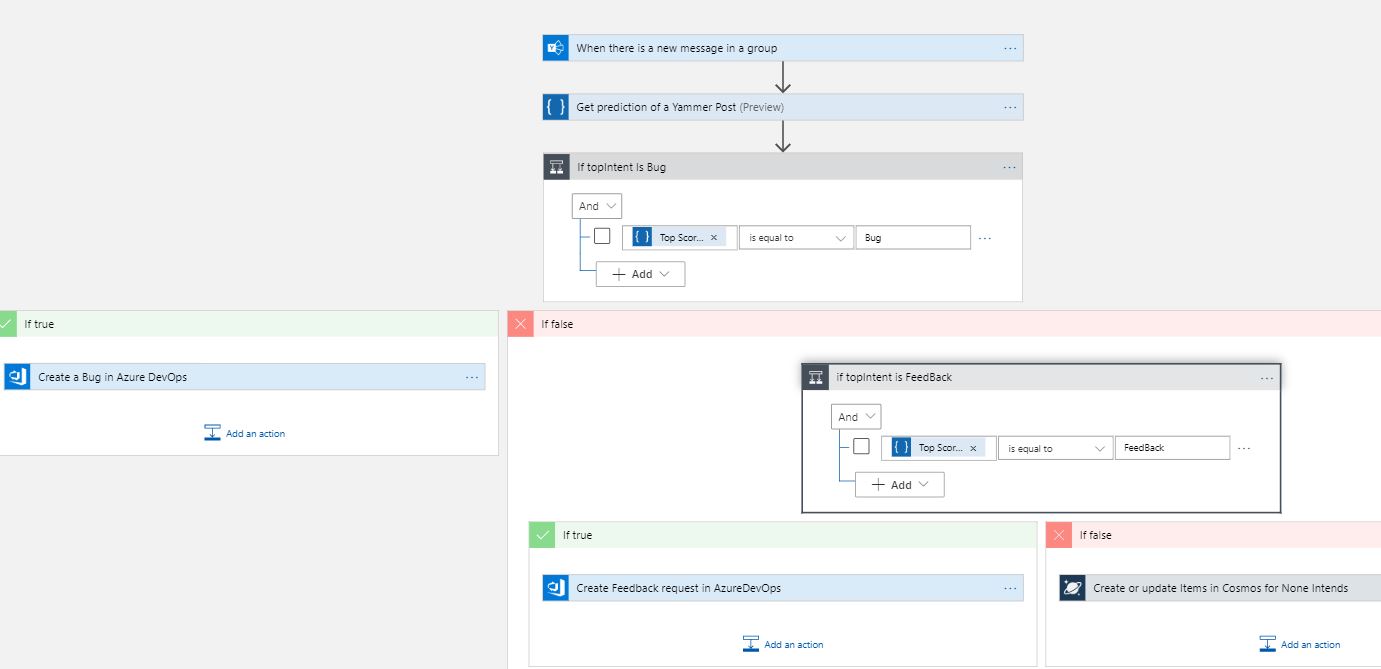 When there is a new message in a group
Get prediction of a Yammer Post (Preview)
If topIntent Is Bug
And
Top Scor... × is equal to Bug
+ Add
If true
If false
Create a Bug in Azure DevOps
if topIntent is FeedBack
And
Add an action
Top Scor... × is equal to FeedBack
+ Add
If true
If false
Create Feedback request in AzureDevOps
Create or update Items in Cosmos for None Intends
Add an action
Add an action